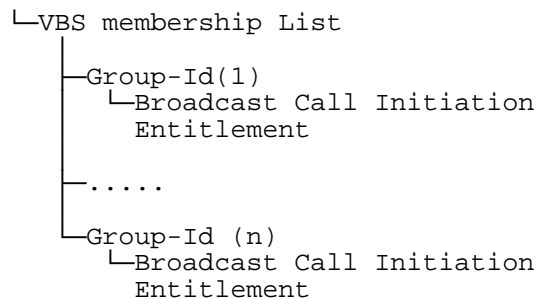 VBS membership List
Group-Id(1)
Broadcast Call Initiation
Entitlement
.....
Group-Id (n)
Broadcast Call Initiation
Entitlement